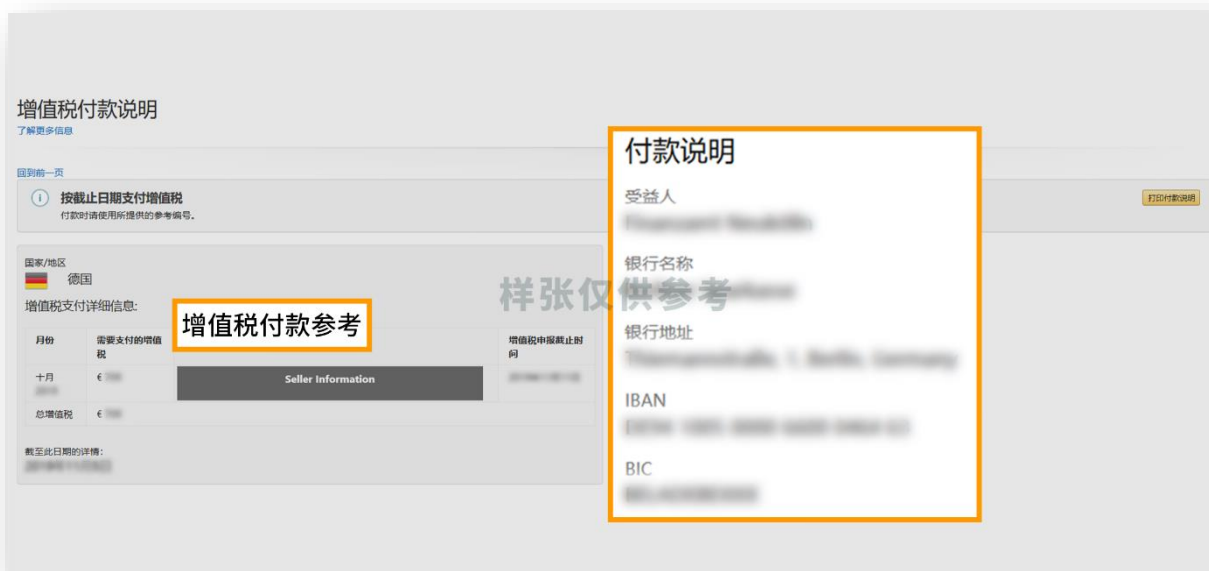 增值税付款说明
了解更多信息
回到前一页
按截止日期支付增值税
付款时请使用所提供的参考编号。
打印付款说明
国家/地区
德国
增值税支付详细信息:
月份
需要支付的增值
税
增值税付款参考
增值税申报截止时
间
十月
€
Seller Information
总增值税
€
截至此日期的详情:
付款说明
受益人
银行名称
银行地址
IBAN
BIC
样张仅供参考